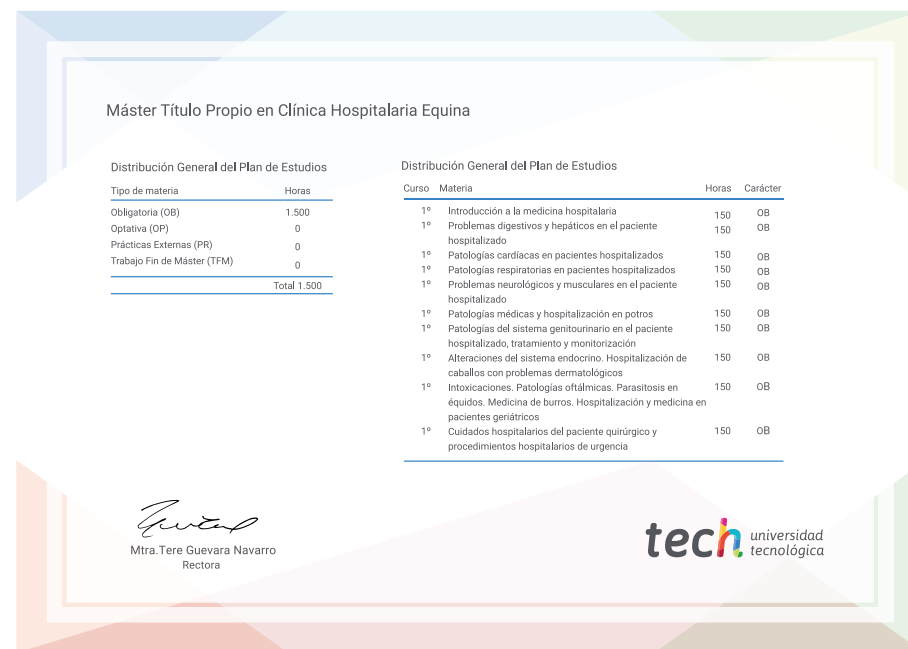 Máster Título Propio en Clínica Hospitalaria Equina
Distribución General del Plan de Estudios
Tipo de materia Horas
Obligatoria (OB) 1.500
Optativa (OP) 0
Prácticas Externas (PR) 0
Trabajo Fin de Máster (TFM) 0
Total 1.500
Distribución General del Plan de Estudios
Curso Materia Horas Carácter
1º Introducción a la medicina hospitalaria 150 OB
1º Problemas digestivos y hepáticos en el paciente 150 OB
hospitalizado
1º Patologías cardíacas en pacientes hospitalizados 150 OB
1º Patologías respiratorias en pacientes hospitalizados 150 OB
1º Problemas neurológicos y musculares en el paciente 150 OB
hospitalizado
1º Patologías médicas y hospitalización en potros 150 OB
1º Patologías del sistema genitourinario en el paciente 150 OB
hospitalizado, tratamiento y monitorización
1º Alteraciones del sistema endocrino. Hospitalización de 150 OB
caballos con problemas dermatológicos
1º Intoxicaciones. Patologías oftálmicas. Parasitosis en 150 OB
équidos. Medicina de burros. Hospitalización y medicina en
pacientes geriátricos
1º Cuidados hospitalarios del paciente quirúrgico y 150 OB
procedimientos hospitalarios de urgencia
Mtra.Tere Guevara Navarro
Rectora
tech universidad
tecnológica